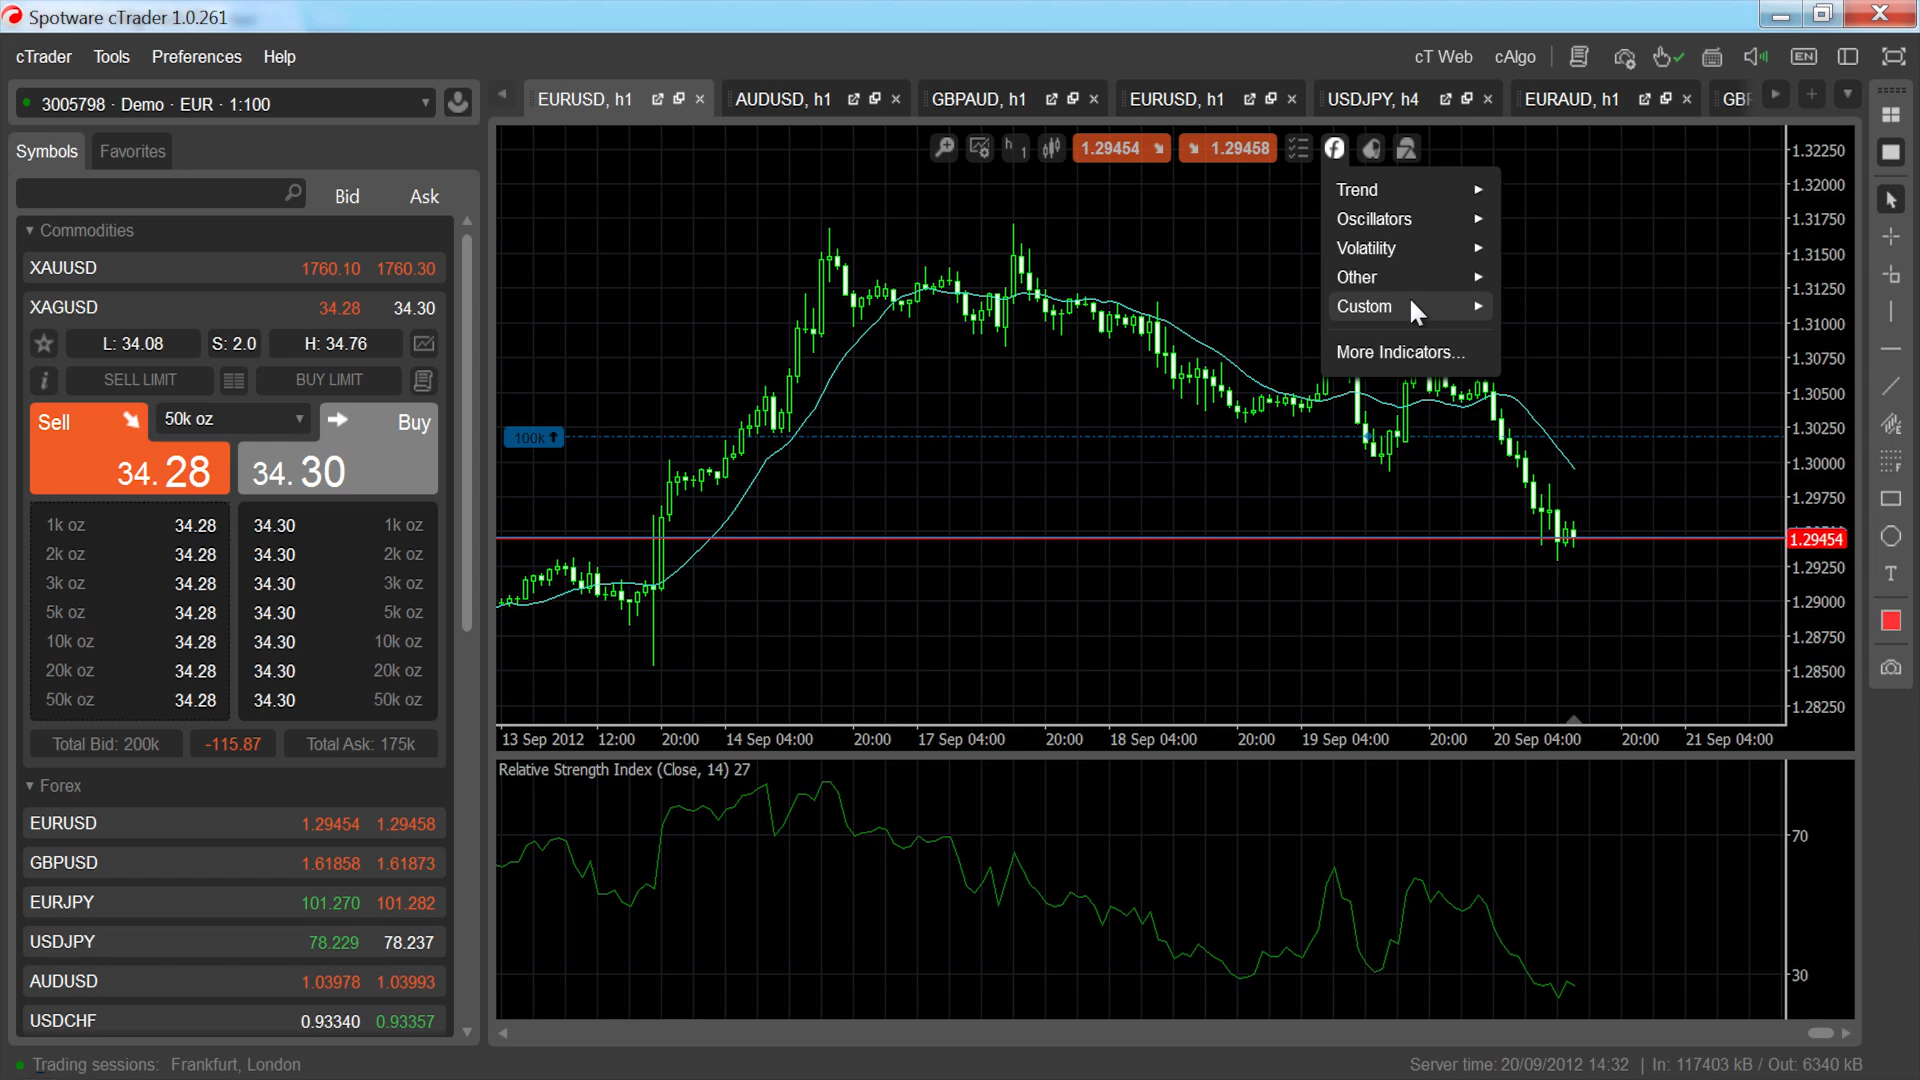 Spotware cTrader 1.0.261
cTrader Tools Preferences Help
cT Web cAlgo EN
3005798 · Demo · EUR · 1:100
EURUSD, h1
AUDUSD, h1
GBPAUD, h1
EURUSD, h1
USDJPY, h4
EURAUD, h1
Symbols Favorites
Bid Ask
Commodities
XAUUSD 1760.10 1760.30
XAGUSD 34.28 34.30
L: 34.08 S: 2.0 H: 34.76
SELL LIMIT BUY LIMIT
Sell 50k oz Buy
34.28 34.30
1k oz 34.28 34.30 1k oz
2k oz 34.28 34.30 2k oz
3k oz 34.28 34.30 3k oz
5k oz 34.28 34.30 5k oz
10k oz 34.28 34.30 10k oz
20k oz 34.28 34.30 20k oz
50k oz 34.28 34.30 50k oz
Total Bid: 200k -115.87 Total Ask: 175k
Forex
EURUSD 1.29454 1.29458
GBPUSD 1.61858 1.61873
EURJPY 101.270 101.282
USDJPY 78.229 78.237
AUDUSD 1.03978 1.03993
USDCHF 0.93340 0.93357
h 1 1.29454 1.29458 f
Trend
Oscillators
Volatility
Other
Custom
More Indicators...
100k
1.32250
1.32000
1.31750
1.31500
1.31250
1.31000
1.30750
1.30500
1.30250
1.30000
1.29750
1.29454
1.29250
1.29000
1.28750
1.28500
1.28250
13 Sep 2012 12:00 20:00 14 Sep 04:00 20:00 17 Sep 04:00 20:00 18 Sep 04:00 20:00 19 Sep 04:00 20:00 20 Sep 04:00 20:00 21 Sep 04:00
Relative Strength Index (Close, 14) 27
70
30
E
F
T
Trading sessions: Frankfurt, London
Server time: 20/09/2012 14:32 | In: 117403 kB / Out: 6340 kB